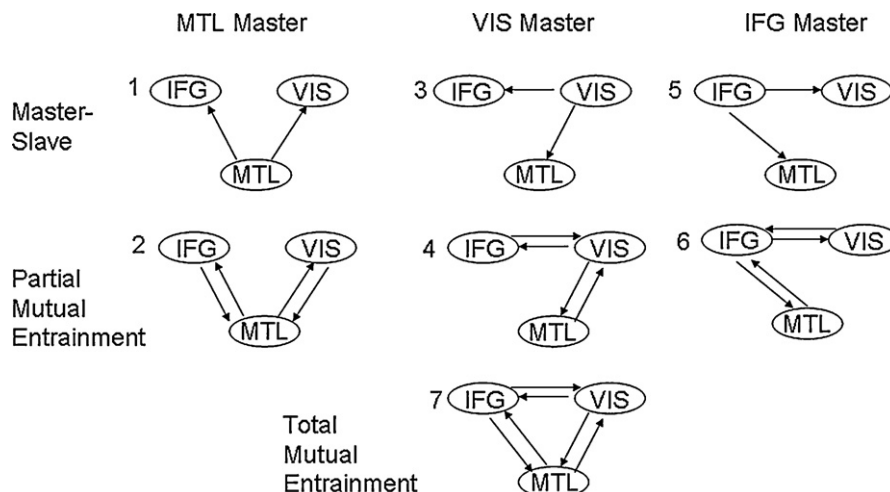 MTL Master
VIS Master
IFG Master
Master-
Slave
1
IFG
VIS
MTL
3
IFG
VIS
MTL
5
IFG
VIS
MTL
Partial
Mutual
Entrainment
2
IFG
VIS
MTL
4
IFG
VIS
MTL
6
IFG
VIS
MTL
Total
Mutual
Entrainment
7
IFG
VIS
MTL